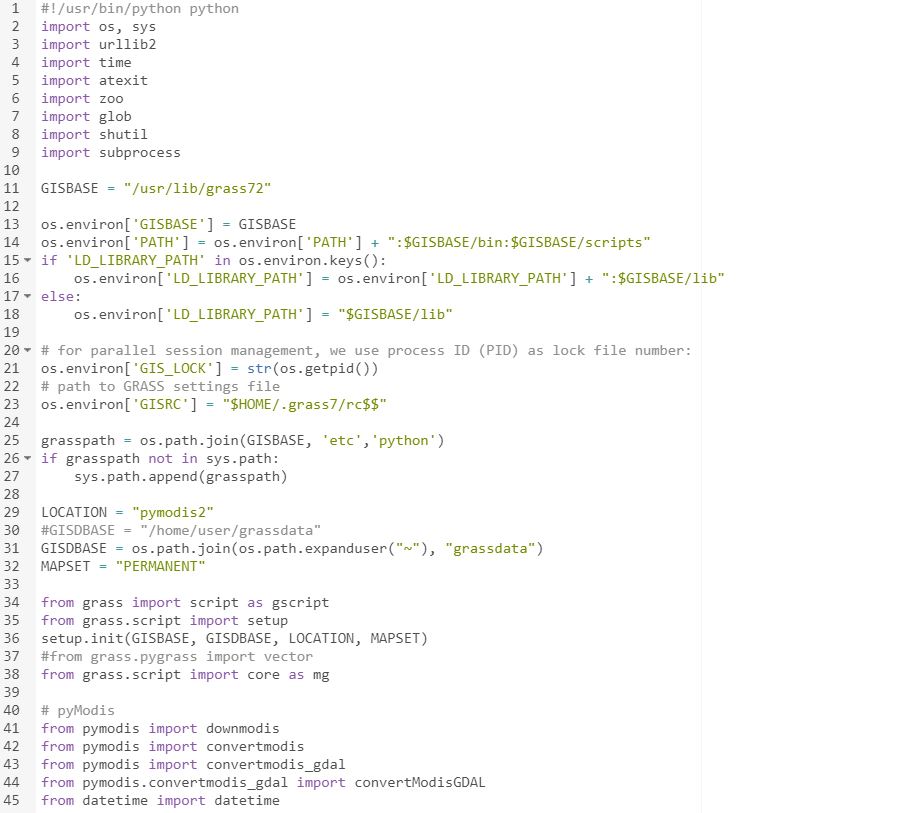 1 #!/usr/bin/python python
2 import os, sys
3 import urllib2
4 import time
5 import atexit
6 import zoo
7 import glob
8 import shutil
9 import subprocess
10
11 GISBASE = "/usr/lib/grass72"
12
13 os.environ['GISBASE'] = GISBASE
14 os.environ['PATH'] = os.environ['PATH'] + ":$GISBASE/bin:$GISBASE/scripts"
15 if 'LD_LIBRARY_PATH' in os.environ.keys():
16     os.environ['LD_LIBRARY_PATH'] = os.environ['LD_LIBRARY_PATH'] + ":$GISBASE/lib"
17 else:
18     os.environ['LD_LIBRARY_PATH'] = "$GISBASE/lib"
19
20 # for parallel session management, we use process ID (PID) as lock file number:
21 os.environ['GIS_LOCK'] = str(os.getpid())
22 # path to GRASS settings file
23 os.environ['GISRC'] = "$HOME/.grass7/rc$$"
24
25 grasspath = os.path.join(GISBASE, 'etc','python')
26 if grasspath not in sys.path:
27     sys.path.append(grasspath)
28
29 LOCATION = "pymodis2"
30 #GISDBASE = "/home/user/grassdata"
31 GISDBASE = os.path.join(os.path.expanduser("~"), "grassdata")
32 MAPSET = "PERMANENT"
33
34 from grass import script as gscript
35 from grass.script import setup
36 setup.init(GISBASE, GISDBASE, LOCATION, MAPSET)
37 #from grass.pygrass import vector
38 from grass.script import core as mg
39
40 # pyModis
41 from pymodis import downmodis
42 from pymodis import convertmodis
43 from pymodis import convertmodis_gdal
44 from pymodis.convertmodis_gdal import convertModisGDAL
45 from datetime import datetime